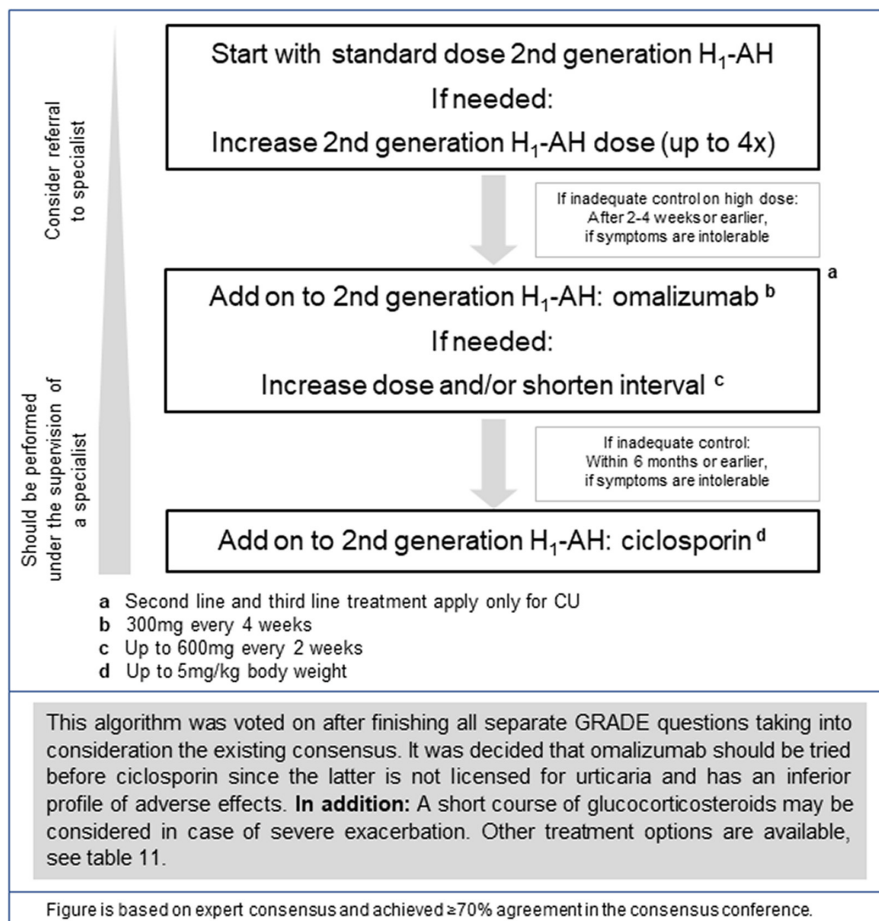 Start with standard dose 2nd generation H₁-AH
If needed:
Increase 2nd generation H₁-AH dose (up to 4x)
Consider referral
to specialist
If inadequate control on high dose:
After 2-4 weeks or earlier,
if symptoms are intolerable
a
Add on to 2nd generation H₁-AH: omalizumab b
If needed:
Increase dose and/or shorten interval c
Should be performed
under the supervision of
a specialist
If inadequate control:
Within 6 months or earlier,
if symptoms are intolerable
Add on to 2nd generation H₁-AH: ciclosporin d
a Second line and third line treatment apply only for CU
b 300mg every 4 weeks
c Up to 600mg every 2 weeks
d Up to 5mg/kg body weight
This algorithm was voted on after finishing all separate GRADE questions taking into
consideration the existing consensus. It was decided that omalizumab should be tried
before ciclosporin since the latter is not licensed for urticaria and has an inferior
profile of adverse effects. In addition: A short course of glucocorticosteroids may be
considered in case of severe exacerbation. Other treatment options are available,
see table 11.
Figure is based on expert consensus and achieved ≥70% agreement in the consensus conference.